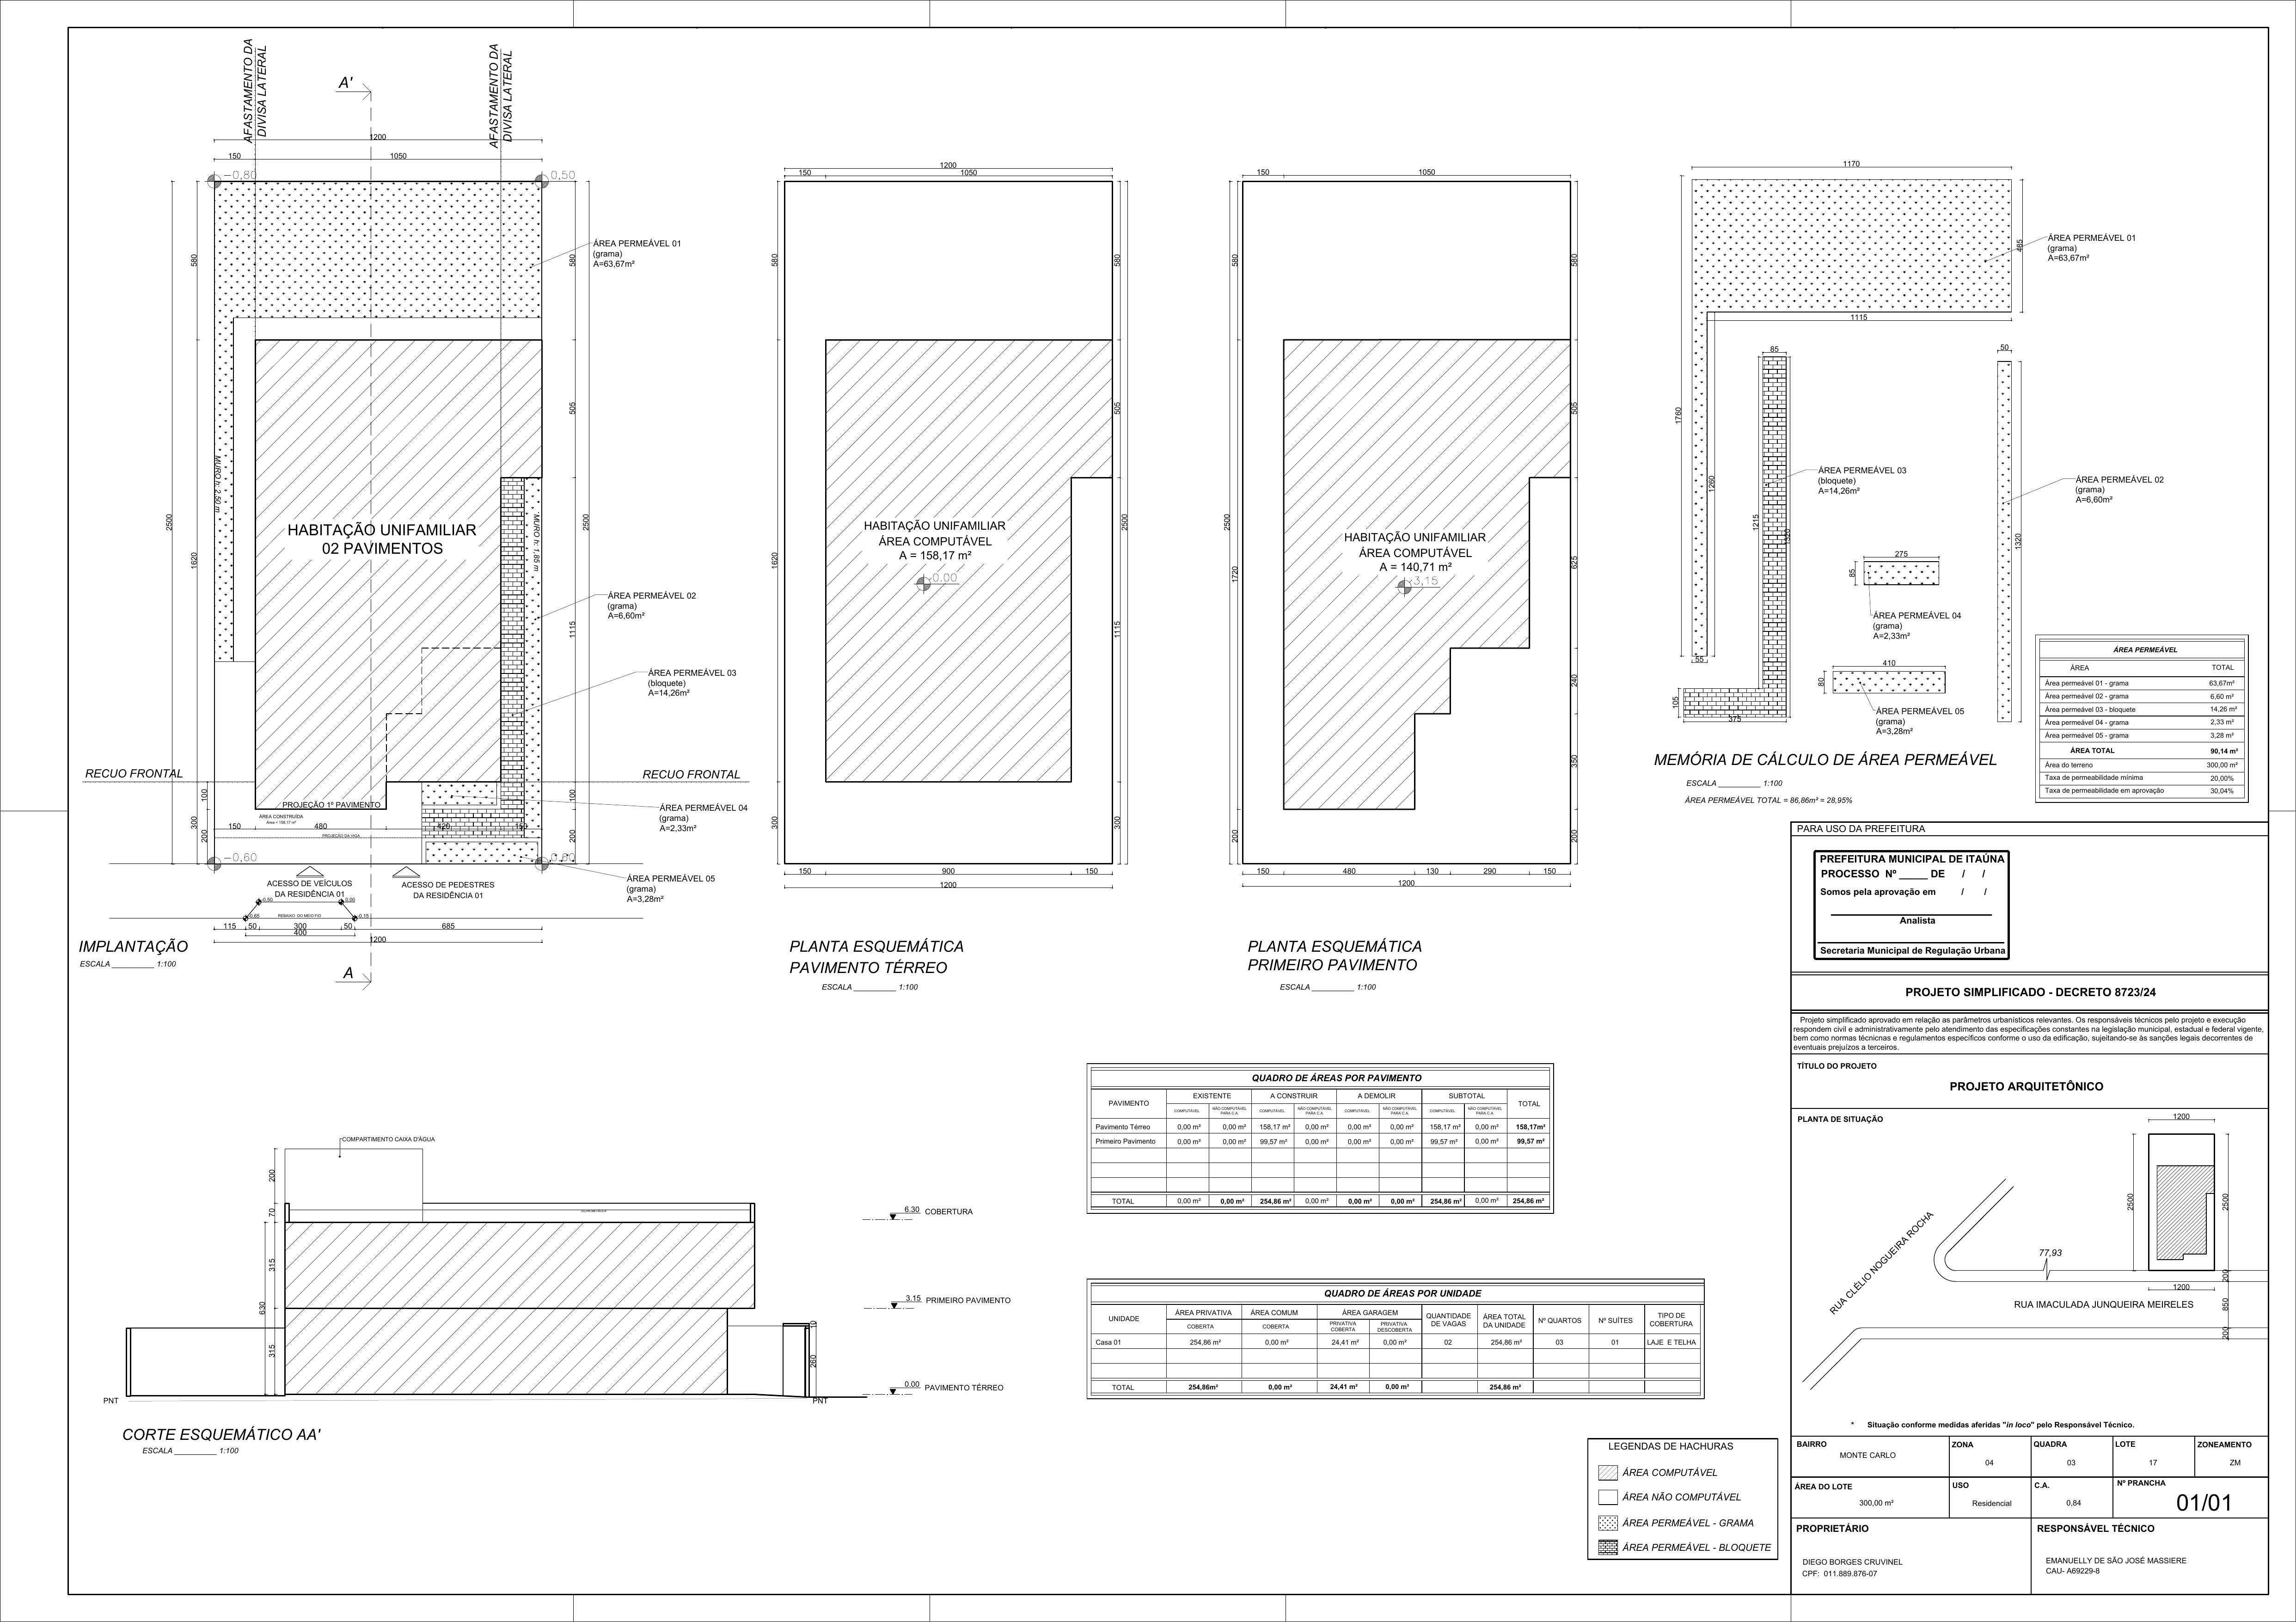 AFASTAMENTO DA
DIVISA LATERAL
A'
AFASTAMENTO DA
DIVISA LATERAL
1200
150
1050
-0,80
0,50
580
580
ÁREA PERMEÁVEL 01
(grama)
A=63,67m²
505
MURO h: 2,50 m
2500
2500
HABITAÇÃO UNIFAMILIAR
02 PAVIMENTOS
MURO h: 1,85 m
1620
1115
ÁREA PERMEÁVEL 02
(grama)
A=6,60m²
ÁREA PERMEÁVEL 03
(bloquete)
A=14,26m²
RECUO FRONTAL
RECUO FRONTAL
100
100
PROJEÇÃO 1º PAVIMENTO
ÁREA PERMEÁVEL 04
(grama)
A=2,33m²
ÁREA CONSTRUÍDA
Área = 158,17 m²
300
150
480
420
150
200
200
PROJEÇÃO DA VAGA
-0,60
ÁREA PERMEÁVEL 05
(grama)
A=3,28m²
ACESSO DE VEÍCULOS
DA RESIDÊNCIA 01
ACESSO DE PEDESTRES
DA RESIDÊNCIA 01
-0,50
0,00
-0,65
REBAIXO DO MEIO FIO
-0,15
115
50
300
50
685
400
1200
A
IMPLANTAÇÃO
ESCALA __________ 1:100
1200
150
1050
580
580
505
HABITAÇÃO UNIFAMILIAR
ÁREA COMPUTÁVEL
A = 158,17 m²
0.00
2500
1620
1115
300
300
150
900
150
1200
PLANTA ESQUEMÁTICA
PAVIMENTO TÉRREO
ESCALA __________ 1:100
150
1050
580
580
505
2500
HABITAÇÃO UNIFAMILIAR
ÁREA COMPUTÁVEL
A = 140,71 m²
3,15
1720
625
240
350
200
200
150
480
130
290
150
1200
PLANTA ESQUEMÁTICA
PRIMEIRO PAVIMENTO
ESCALA __________ 1:100
1170
485
ÁREA PERMEÁVEL 01
(grama)
A=63,67m²
1115
85
50
1760
1260
1215
1320
ÁREA PERMEÁVEL 03
(bloquete)
A=14,26m²
ÁREA PERMEÁVEL 02
(grama)
A=6,60m²
1320
275
85
ÁREA PERMEÁVEL 04
(grama)
A=2,33m²
55
410
80
105
375
ÁREA PERMEÁVEL 05
(grama)
A=3,28m²
MEMÓRIA DE CÁLCULO DE ÁREA PERMEÁVEL
ESCALA __________ 1:100
ÁREA PERMEÁVEL TOTAL = 86,86m² = 28,95%
ÁREA PERMEÁVEL
ÁREA TOTAL
Área permeável 01 - grama 63,67m²
Área permeável 02 - grama 6,60 m²
Área permeável 03 - bloquete 14,26 m²
Área permeável 04 - grama 2,33 m²
Área permeável 05 - grama 3,28 m²
ÁREA TOTAL 90,14 m²
Área do terreno 300,00 m²
Taxa de permeabilidade mínima 20,00%
Taxa de permeabilidade em aprovação 30,04%
COMPARTIMENTO CAIXA D'ÁGUA
200
70
315
630
315
10
260
PNT
PNT
6.30 COBERTURA
3.15 PRIMEIRO PAVIMENTO
0.00 PAVIMENTO TÉRREO
CORTE ESQUEMÁTICO AA'
ESCALA __________ 1:100
QUADRO DE ÁREAS POR PAVIMENTO
PAVIMENTO EXISTENTE A CONSTRUIR A DEMOLIR SUBTOTAL TOTAL
COMPUTÁVEL NÃO COMPUTÁVEL PARA C.A. COMPUTÁVEL NÃO COMPUTÁVEL PARA C.A. COMPUTÁVEL NÃO COMPUTÁVEL PARA C.A. COMPUTÁVEL NÃO COMPUTÁVEL PARA C.A.
Pavimento Térreo 0,00 m² 0,00 m² 158,17 m² 0,00 m² 0,00 m² 0,00 m² 158,17 m² 0,00 m² 158,17m²
Primeiro Pavimento 0,00 m² 0,00 m² 99,57 m² 0,00 m² 0,00 m² 0,00 m² 99,57 m² 0,00 m² 99,57 m²
TOTAL 0,00 m² 0,00 m² 254,86 m² 0,00 m² 0,00 m² 0,00 m² 254,86 m² 0,00 m² 254,86 m²
QUADRO DE ÁREAS POR UNIDADE
UNIDADE ÁREA PRIVATIVA ÁREA COMUM ÁREA GARAGEM QUANTIDADE DE VAGAS ÁREA TOTAL DA UNIDADE Nº QUARTOS Nº SUÍTES TIPO DE COBERTURA
COBERTA COBERTA PRIVATIVA COBERTA PRIVATIVA DESCOBERTA
Casa 01 254,86 m² 0,00 m² 24,41 m² 0,00 m² 02 254,86 m² 03 01 LAJE E TELHA
TOTAL 254,86m² 0,00 m² 24,41 m² 0,00 m² 254,86 m²
LEGENDAS DE HACHURAS
ÁREA COMPUTÁVEL
ÁREA NÃO COMPUTÁVEL
ÁREA PERMEÁVEL - GRAMA
ÁREA PERMEÁVEL - BLOQUETE
PARA USO DA PREFEITURA
PREFEITURA MUNICIPAL DE ITAÚNA
PROCESSO Nº _____ DE / /
Somos pela aprovação em / /
Analista
Secretaria Municipal de Regulação Urbana
PROJETO SIMPLIFICADO - DECRETO 8723/24
Projeto simplificado aprovado em relação as parâmetros urbanísticos relevantes. Os responsáveis técnicos pelo projeto e execução
respondem civil e administrativamente pelo atendimento das especificações constantes na legislação municipal, estadual e federal vigente,
bem como normas técnicnas e regulamentos específicos conforme o uso da edificação, sujeitando-se às sanções legais decorrentes de
eventuais prejuízos a terceiros.
TÍTULO DO PROJETO
PROJETO ARQUITETÔNICO
PLANTA DE SITUAÇÃO
1200
2500
2500
RUA CLÉLIO NOGUEIRA ROCHA
77,93
200
1200
RUA IMACULADA JUNQUEIRA MEIRELES
850
200
* Situação conforme medidas aferidas "in loco" pelo Responsável Técnico.
BAIRRO ZONA QUADRA LOTE ZONEAMENTO
MONTE CARLO 04 03 17 ZM
ÁREA DO LOTE USO C.A. Nº PRANCHA
300,00 m² Residencial 0,84 01/01
PROPRIETÁRIO RESPONSÁVEL TÉCNICO
DIEGO BORGES CRUVINEL
CPF: 011.889.876-07
EMANUELLY DE SÃO JOSÉ MASSIERE
CAU- A69229-8